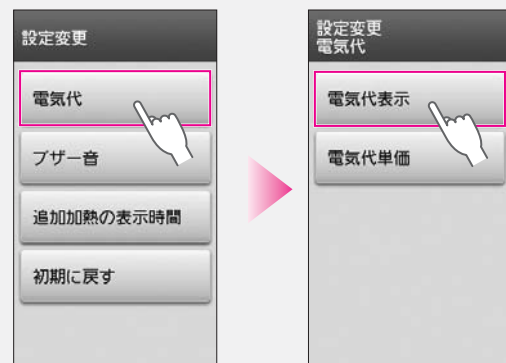 設定変更
電気代
ブザー音
追加加熱の表示時間
初期に戻す
設定変更
電気代
電気代表示
電気代単価